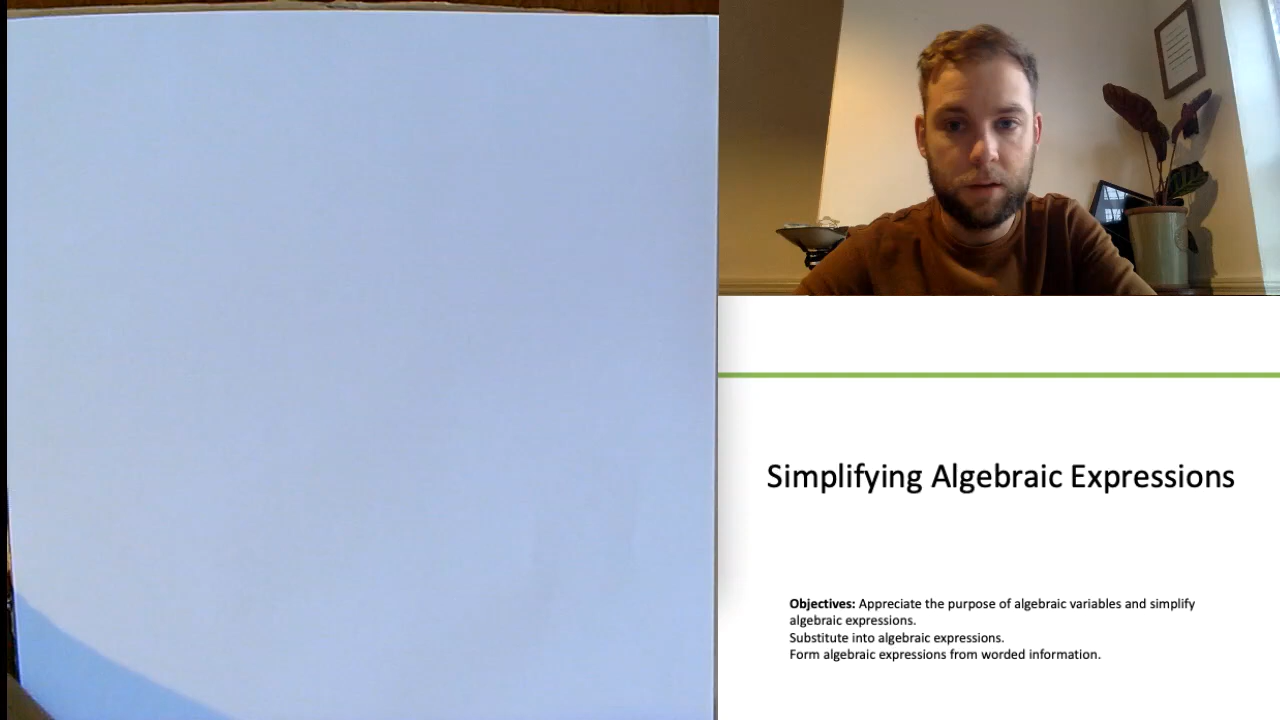 Simplifying Algebraic Expressions
Objectives: Appreciate the purpose of algebraic variables and simplify
algebraic expressions.
Substitute into algebraic expressions.
Form algebraic expressions from worded information.